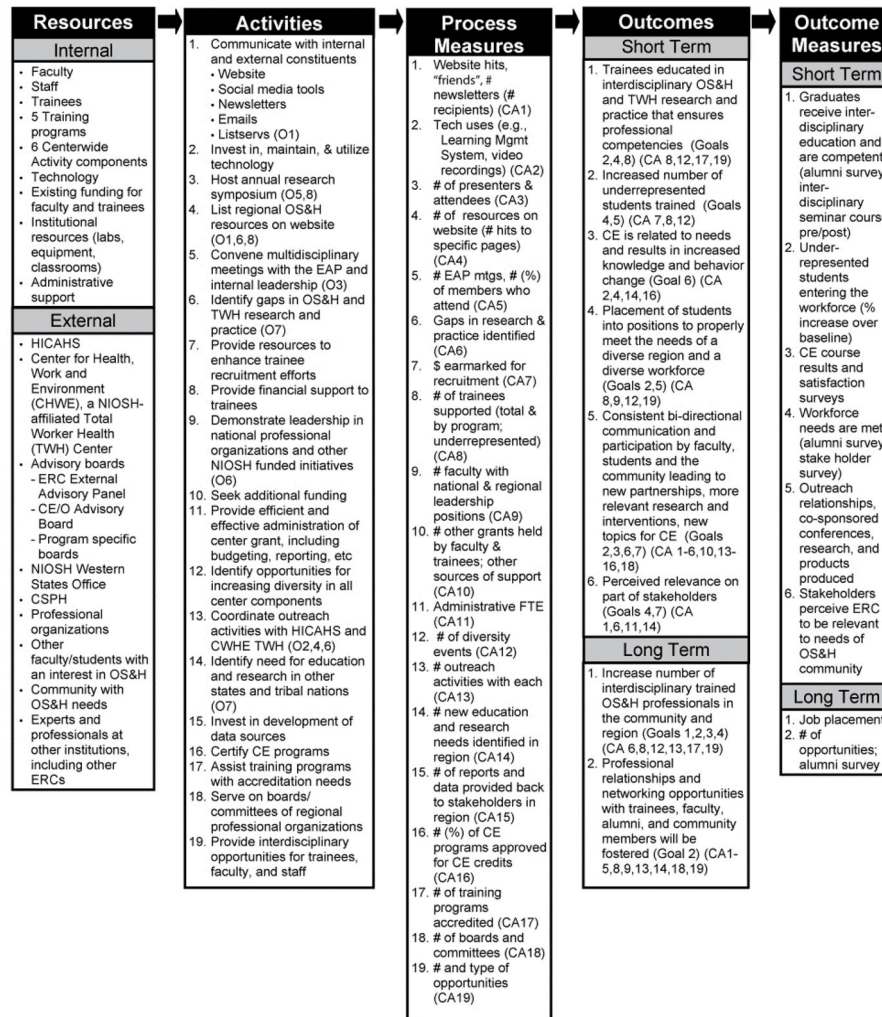 Resources
Internal
• Faculty
• Staff
• Trainees
• 5 Training
programs
• 6 Centerwide
Activity components
• Technology
• Existing funding for
faculty and trainees
• Institutional
resources (labs,
equipment,
classrooms)
• Administrative
support
External
• HICAHS
• Center for Health,
Work and
Environment
(CHWE), a NIOSH-
affiliated Total
Worker Health
(TWH) Center
• Advisory boards
- ERC External
Advisory Panel
- CE/O Advisory
Board
- Program specific
boards
• NIOSH Western
States Office
• CSPH
• Professional
organizations
• Other
faculty/students with
an interest in OS&H
• Community with
OS&H needs
• Experts and
professionals at
other institutions,
including other
ERCs
Activities
1. Communicate with internal
and external constituents
• Website
• Social media tools
• Newsletters
• Emails
• Listservs (O1)
2. Invest in, maintain, & utilize
technology
3. Host annual research
symposium (O5,8)
4. List regional OS&H
resources on website
(O1,6,8)
5. Convene multidisciplinary
meetings with the EAP and
internal leadership (O3)
6. Identify gaps in OS&H and
TWH research and
practice (O7)
7. Provide resources to
enhance trainee
recruitment efforts
8. Provide financial support to
trainees
9. Demonstrate leadership in
national professional
organizations and other
NIOSH funded initiatives
(O6)
10. Seek additional funding
11. Provide efficient and
effective administration of
center grant, including
budgeting, reporting, etc
12. Identify opportunities for
increasing diversity in all
center components
13. Coordinate outreach
activities with HICAHS and
CWHE TWH (O2,4,6)
14. Identify need for education
and research in other
states and tribal nations
(O7)
15. Invest in development of
data sources
16. Certify CE programs
17. Assist training programs
with accreditation needs
18. Serve on boards/
committees of regional
professional organizations
19. Provide interdisciplinary
opportunities for trainees,
faculty, and staff
Process
Measures
1. Website hits,
"friends", #
newsletters (#
recipients) (CA1)
2. Tech uses (e.g.,
Learning Mgmt
System, video
recordings) (CA2)
3. # of presenters &
attendees (CA3)
4. # of resources on
website (# hits to
specific pages)
(CA4)
5. # EAP mtgs, # (%)
of members who
attend (CA5)
6. Gaps in research &
practice identified
(CA6)
7. $ earmarked for
recruitment (CA7)
8. # of trainees
supported (total &
by program;
underrepresented)
(CA8)
9. # faculty with
national & regional
leadership
positions (CA9)
10. # other grants held
by faculty &
trainees; other
sources of support
(CA10)
11. Administrative FTE
(CA11)
12. # of diversity
events (CA12)
13. # outreach
activities with each
(CA13)
14. # new education
and research
needs identified in
region (CA14)
15. # of reports and
data provided back
to stakeholders in
region (CA15)
16. # (%) of CE
programs approved
for CE credits
(CA16)
17. # of training
programs
accredited (CA17)
18. # of boards and
committees (CA18)
19. # and type of
opportunities
(CA19)
Outcomes
Short Term
1. Trainees educated in
interdisciplinary OS&H
and TWH research and
practice that ensures
professional
competencies (Goals
2,4,8) (CA 8,12,17,19)
2. Increased number of
underrepresented
students trained (Goals
4,5) (CA 7,8,12)
3. CE is related to needs
and results in increased
knowledge and behavior
change (Goal 6) (CA
2,4,14,16)
4. Placement of students
into positions to properly
meet the needs of a
diverse region and a
diverse workforce
(Goals 2,5) (CA
8,9,12,19)
5. Consistent bi-directional
communication and
participation by faculty,
students and the
community leading to
new partnerships, more
relevant research and
interventions, new
topics for CE (Goals
2,3,6,7) (CA 1-6,10,13-
16,18)
6. Perceived relevance on
part of stakeholders
(Goals 4,7) (CA
1,6,11,14)
Long Term
1. Increase number of
interdisciplinary trained
OS&H professionals in
the community and
region (Goals 1,2,3,4)
(CA 6,8,12,13,17,19)
2. Professional
relationships and
networking opportunities
with trainees, faculty,
alumni, and community
members will be
fostered (Goal 2) (CA1-
5,8,9,13,14,18,19)
Outcome
Measures
Short Term
1. Graduates
receive inter-
disciplinary
education and
are competent
(alumni survey
inter-
disciplinary
seminar course
pre/post)
2. Under-
represented
students
entering the
workforce (%
increase over
baseline)
3. CE course
results and
satisfaction
surveys
4. Workforce
needs are met
(alumni survey
stake holder
survey)
5. Outreach
relationships,
co-sponsored
conferences,
research, and
products
produced
6. Stakeholders
perceive ERC
to be relevant
to needs of
OS&H
community
Long Term
1. Job placement
2. # of
opportunities;
alumni survey